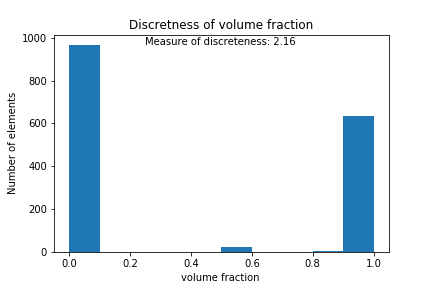 Discretness of volume fraction
Measure of discreteness: 2.16
1000
800
600
400
200
0
Number of elements
0.0 0.2 0.4 0.6 0.8 1.0
volume fraction